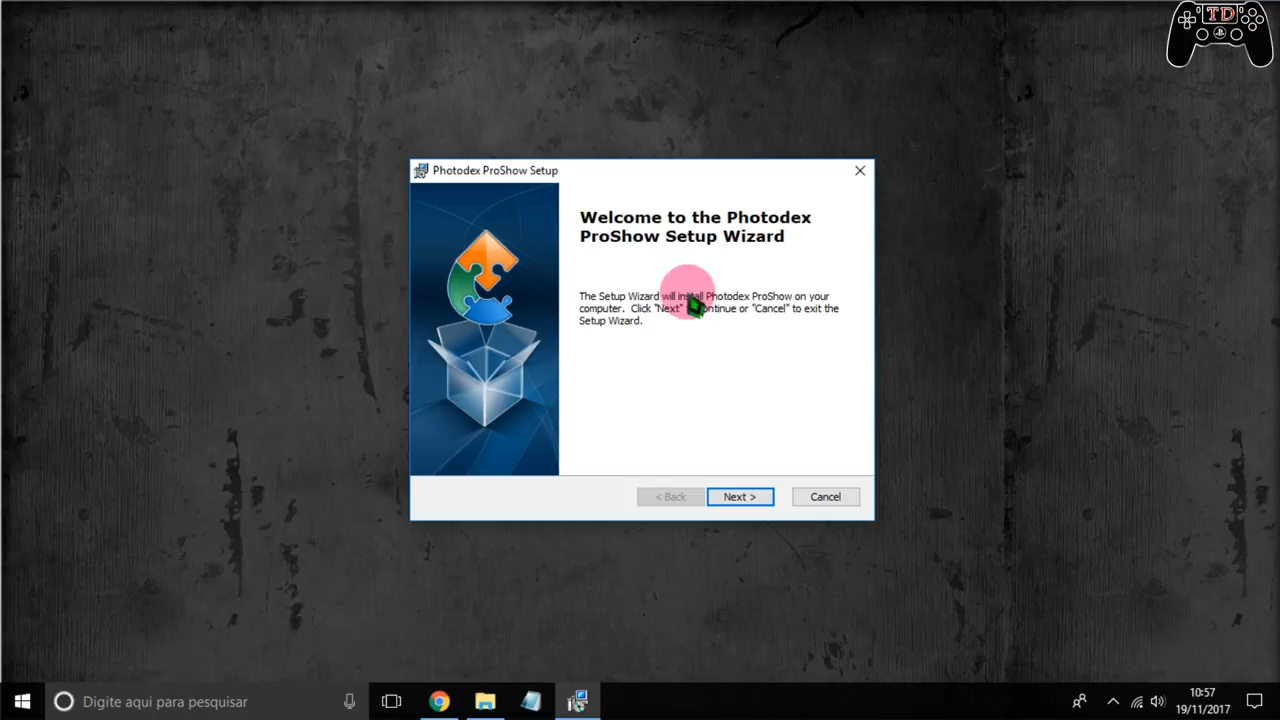 TD
Photodex ProShow Setup
Welcome to the Photodex
ProShow Setup Wizard
The Setup Wizard will install Photodex ProShow on your
computer. Click "Next" continue or "Cancel" to exit the
Setup Wizard.
< Back
Next >
Cancel
Digite aqui para pesquisar
10:57
19/11/2017